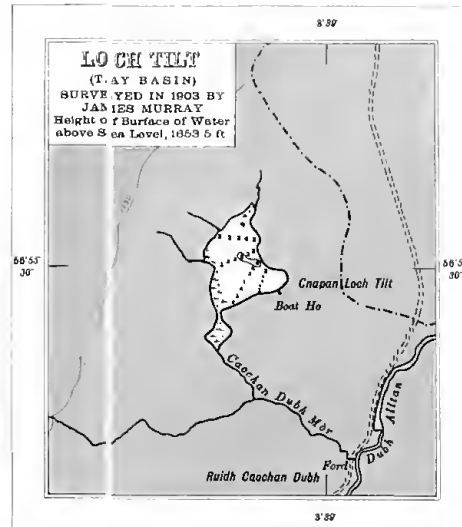 3°39'
LOCH TILT
(TAY BASIN)
SURVEYED IN 1903 BY
JAMES MURRAY
Height of Surface of Water
above Sea Level, 1653 5 ft
56°55'
30"
56°55'
30"
Cnapan Loch Tilt
Boat Ho
Caochan Dubh Mòr
Dubh Alltan
Ford
Ruidh Caochan Dubh
3°39'